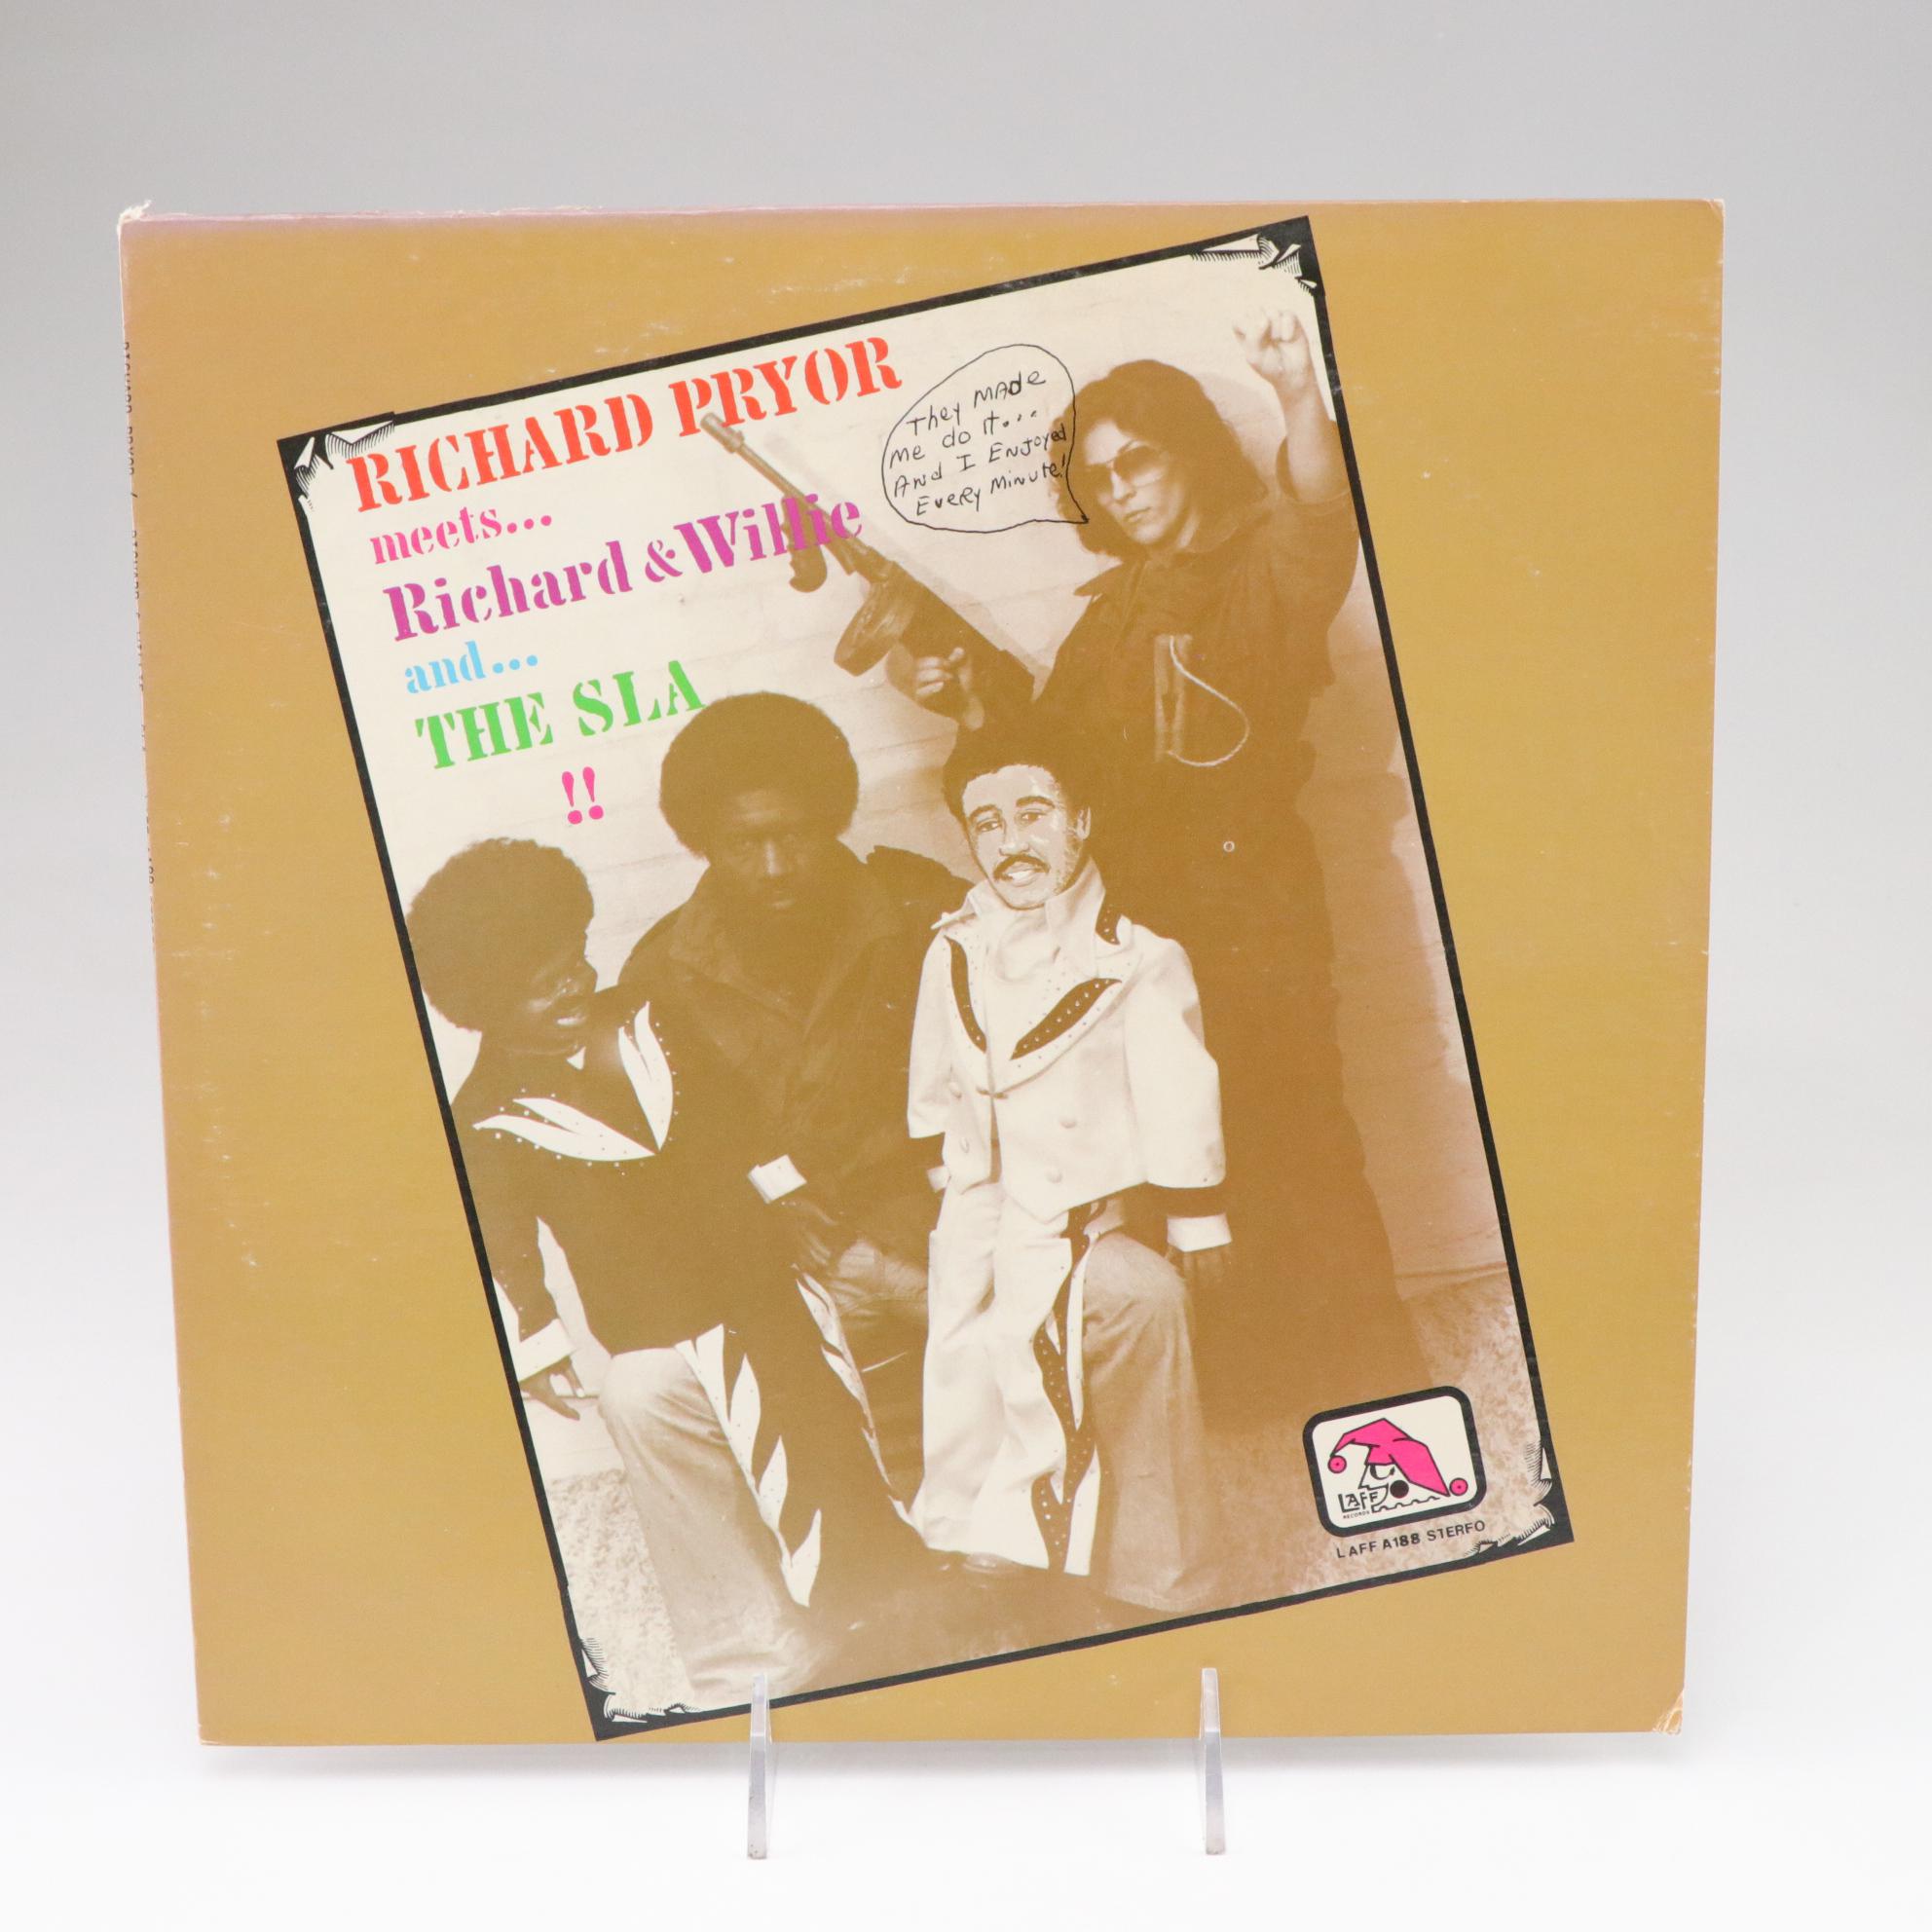 RICHARD PRYOR
meets...
Richard & Willie
and...
THE SLA
!!
They MADe
me do It...
And I ENJoyed
EVERy MiNute!
LAFF
RECORDS
LAFF A188 STERFO